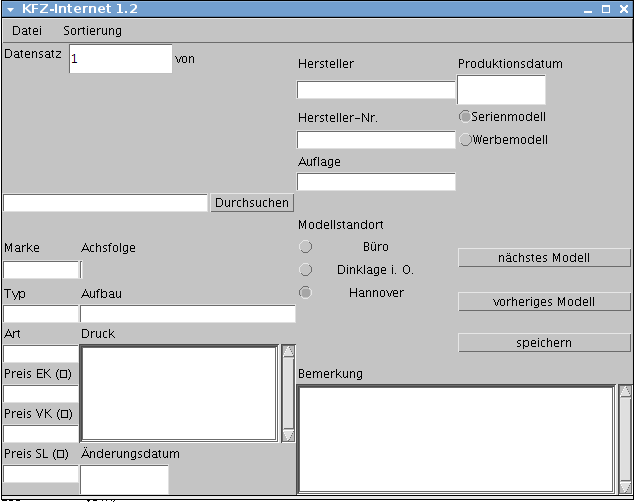 KFZ-Internet 1.2
Datei Sortierung
Datensatz 1 von
Hersteller
Produktionsdatum
Hersteller-Nr.
Serienmodell
Werbemodell
Auflage
Durchsuchen
Modellstandort
Büro
Dinklage i. O.
Hannover
nächstes Modell
vorheriges Modell
speichern
Marke Achsfolge
Typ Aufbau
Art Druck
Preis EK (□)
Preis VK (□)
Preis SL (□) Änderungsdatum
Bemerkung